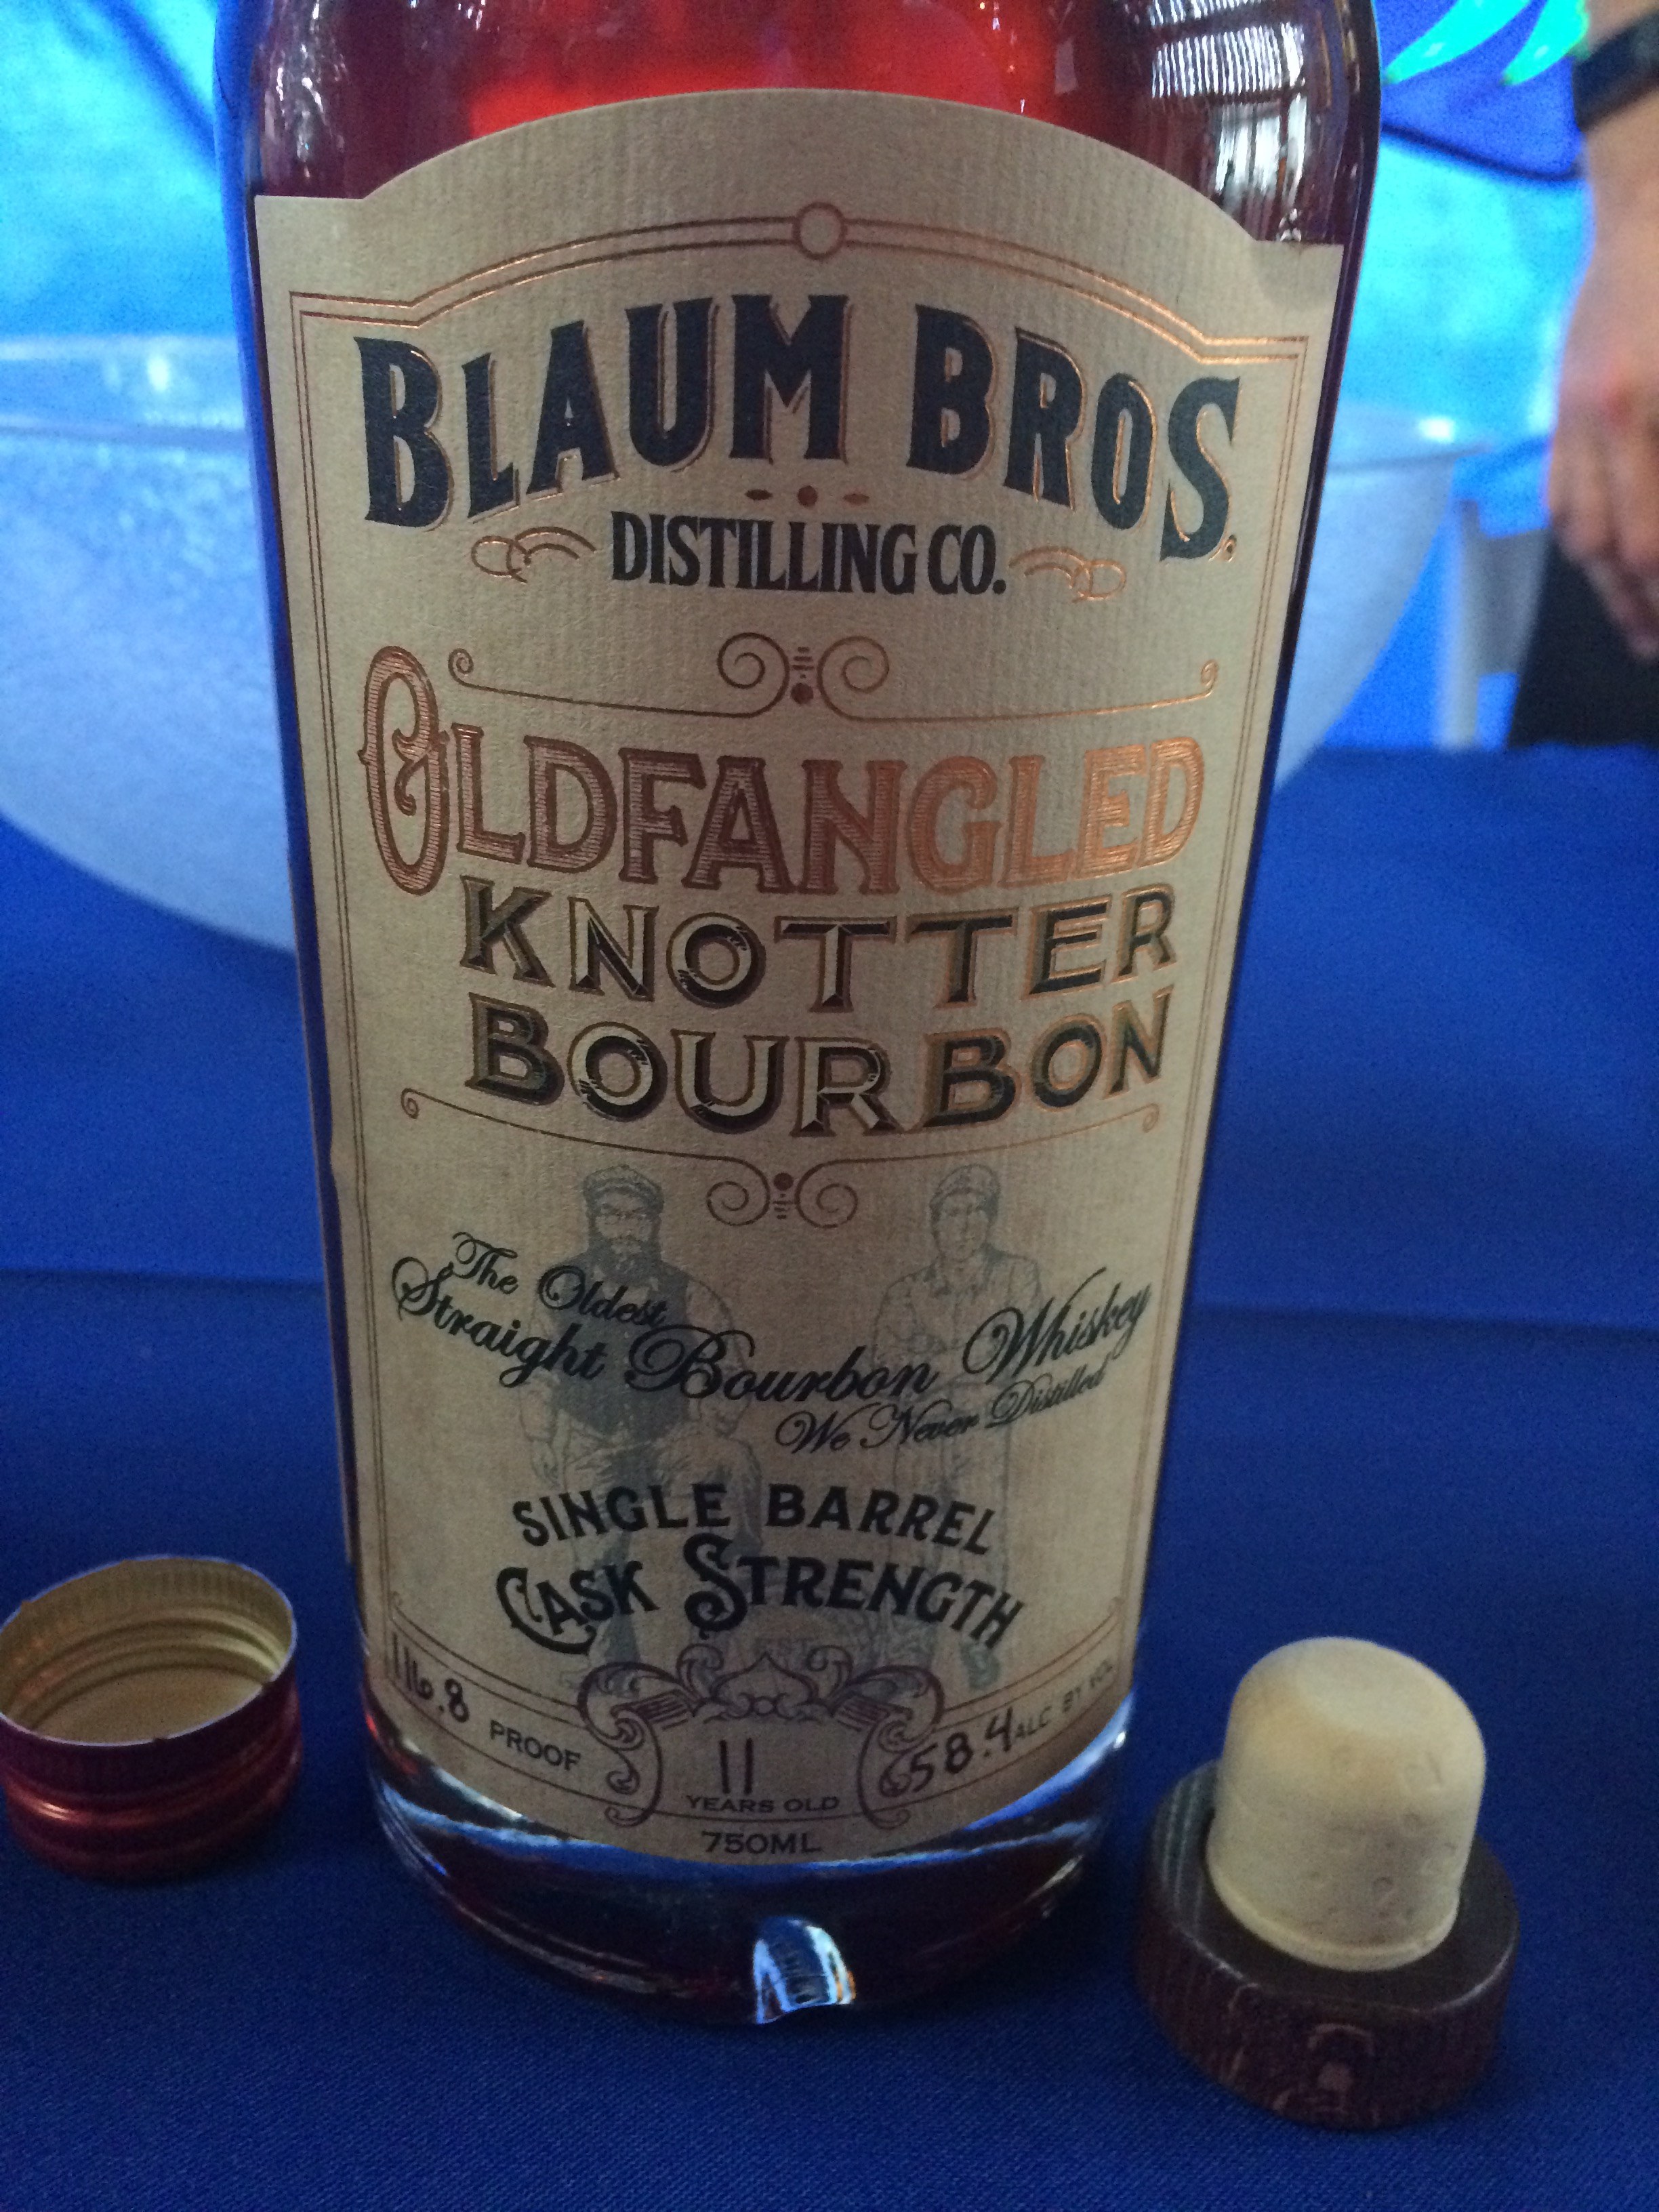 BLAUM BROS.
DISTILLING CO.
OLDFANGLED
KNOTTER
BOURBON
The Oldest
Straight Bourbon Whiskey
We Never Distilled
SINGLE BARREL
CASK STRENGTH
EST.
116.8 PROOF
11
YEARS OLD
58.4 ALC. BY VOL.
750ML